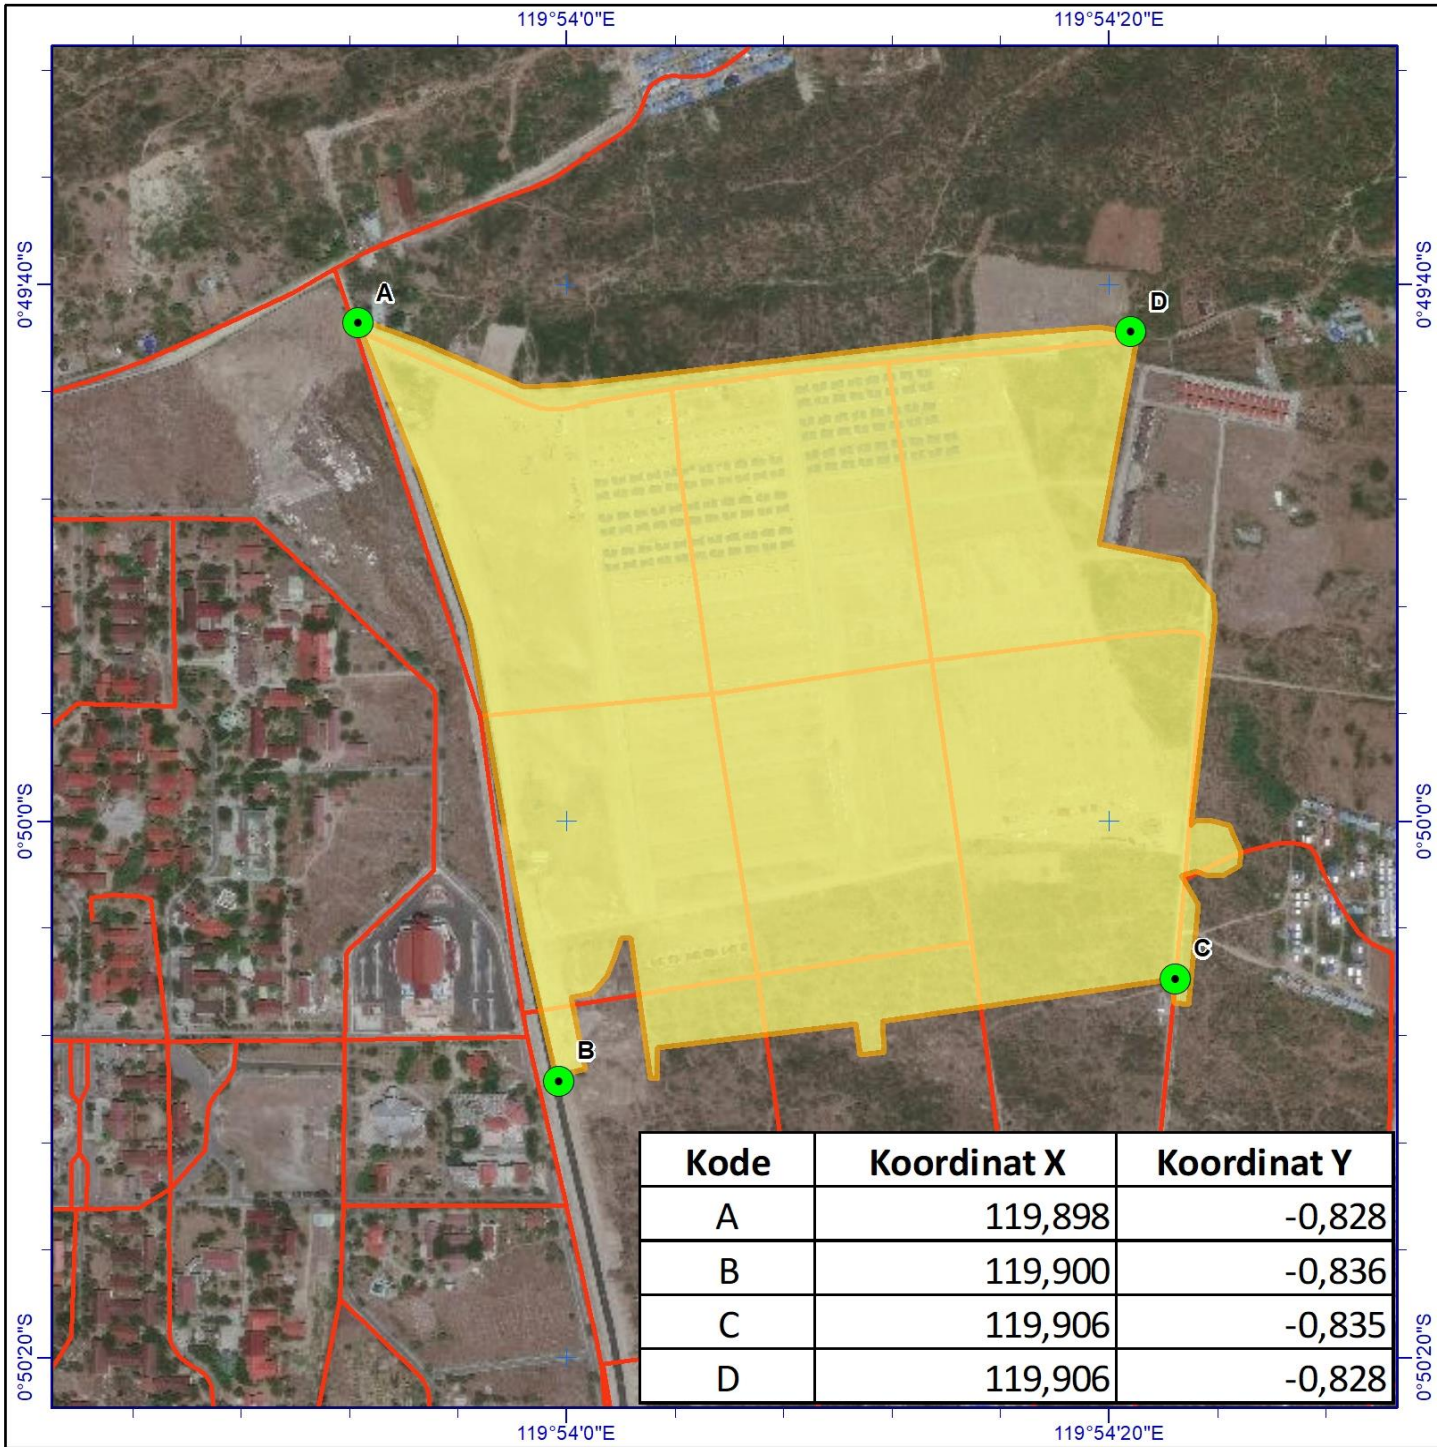 119°54'0"E 119°54'20"E
0°49'40"S 0°49'40"S
A
D
0°50'0"S 0°50'0"S
C
B
Kode Koordinat X Koordinat Y
A 119,898 -0,828
B 119,900 -0,836
C 119,906 -0,835
D 119,906 -0,828
0°50'20"S 0°50'20"S
119°54'0"E 119°54'20"E